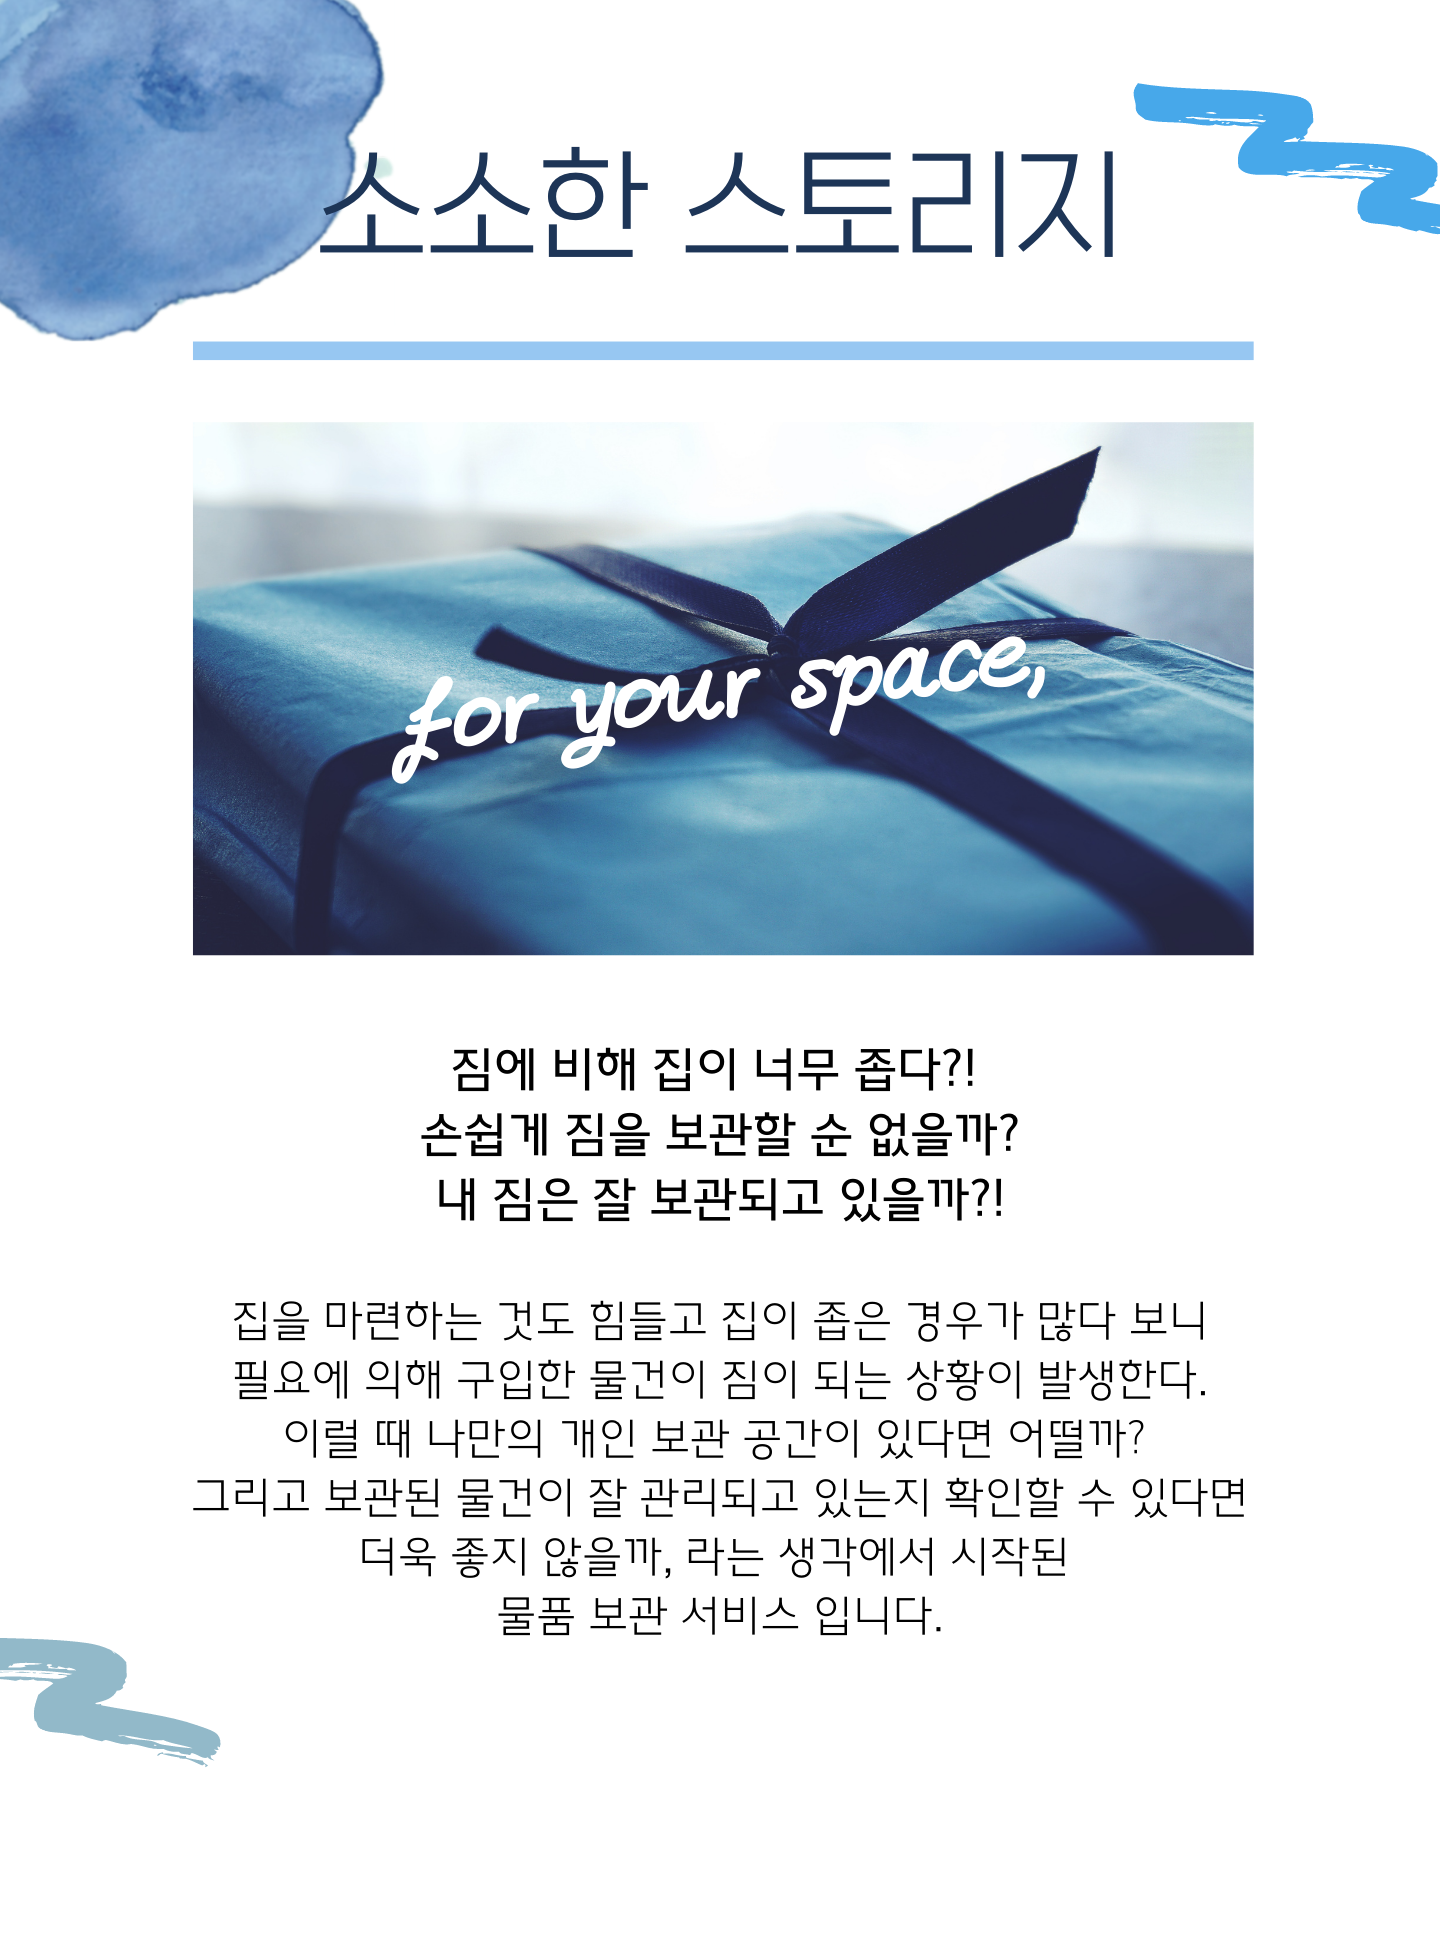 소소한 스토리지
for your space,
짐에 비해 집이 너무 좁다?!
손쉽게 짐을 보관할 순 없을까?
내 짐은 잘 보관되고 있을까?!
집을 마련하는 것도 힘들고 집이 좁은 경우가 많다 보니
필요에 의해 구입한 물건이 짐이 되는 상황이 발생한다.
이럴 때 나만의 개인 보관 공간이 있다면 어떨까?
그리고 보관된 물건이 잘 관리되고 있는지 확인할 수 있다면
더욱 좋지 않을까, 라는 생각에서 시작된
물품 보관 서비스 입니다.